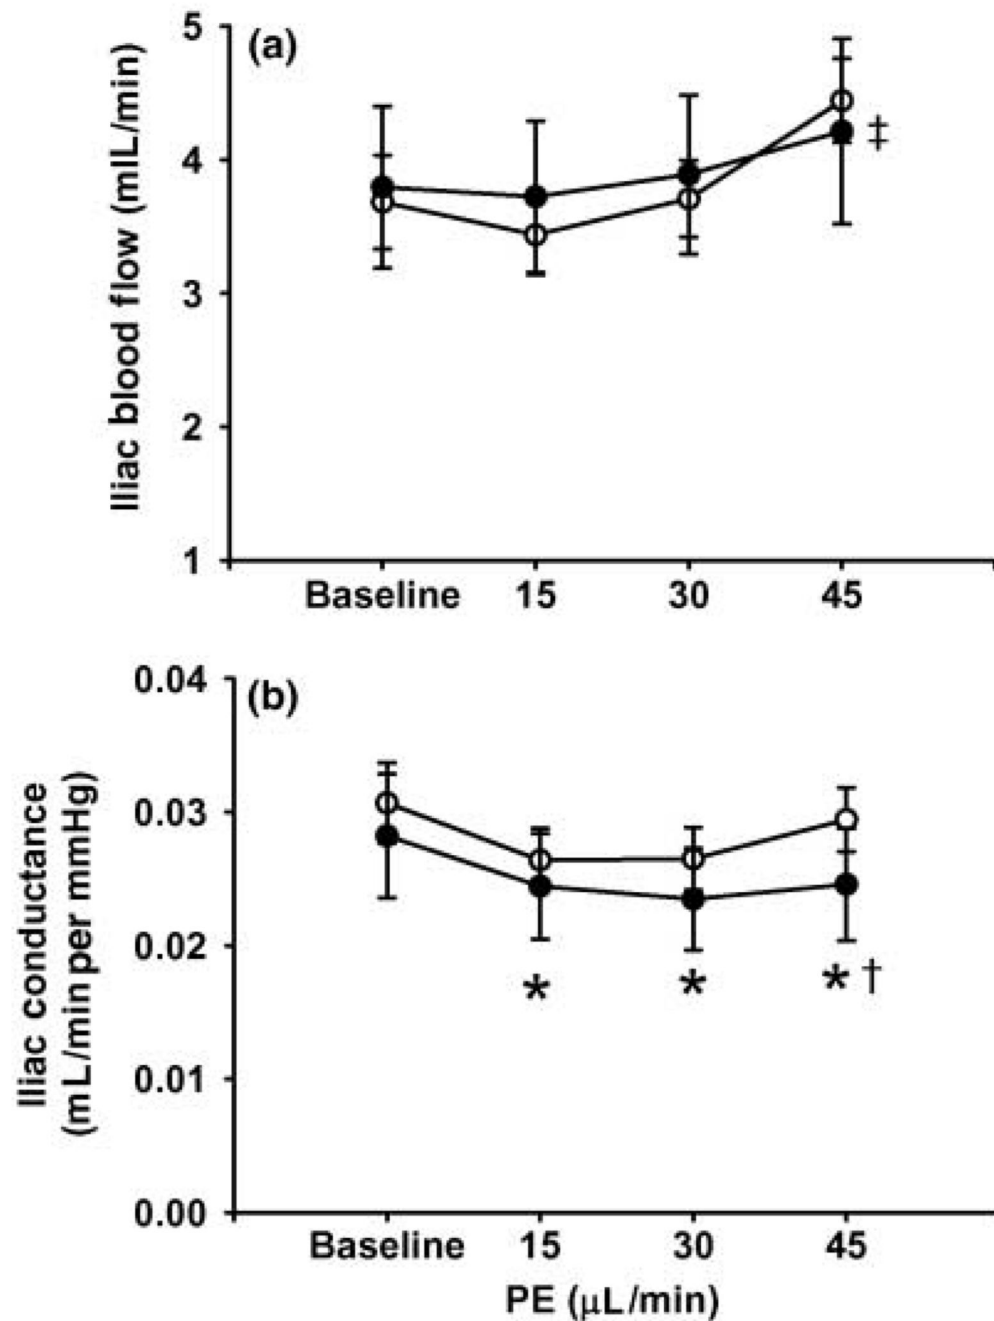 (a)
Iliac blood flow (mlL/min)
5
4
3
2
1
‡
Baseline 15 30 45
(b)
Iliac conductance
(mL/min per mmHg)
0.04
0.03
0.02
0.01
0.00
* * * †
Baseline 15 30 45
PE (μL/min)